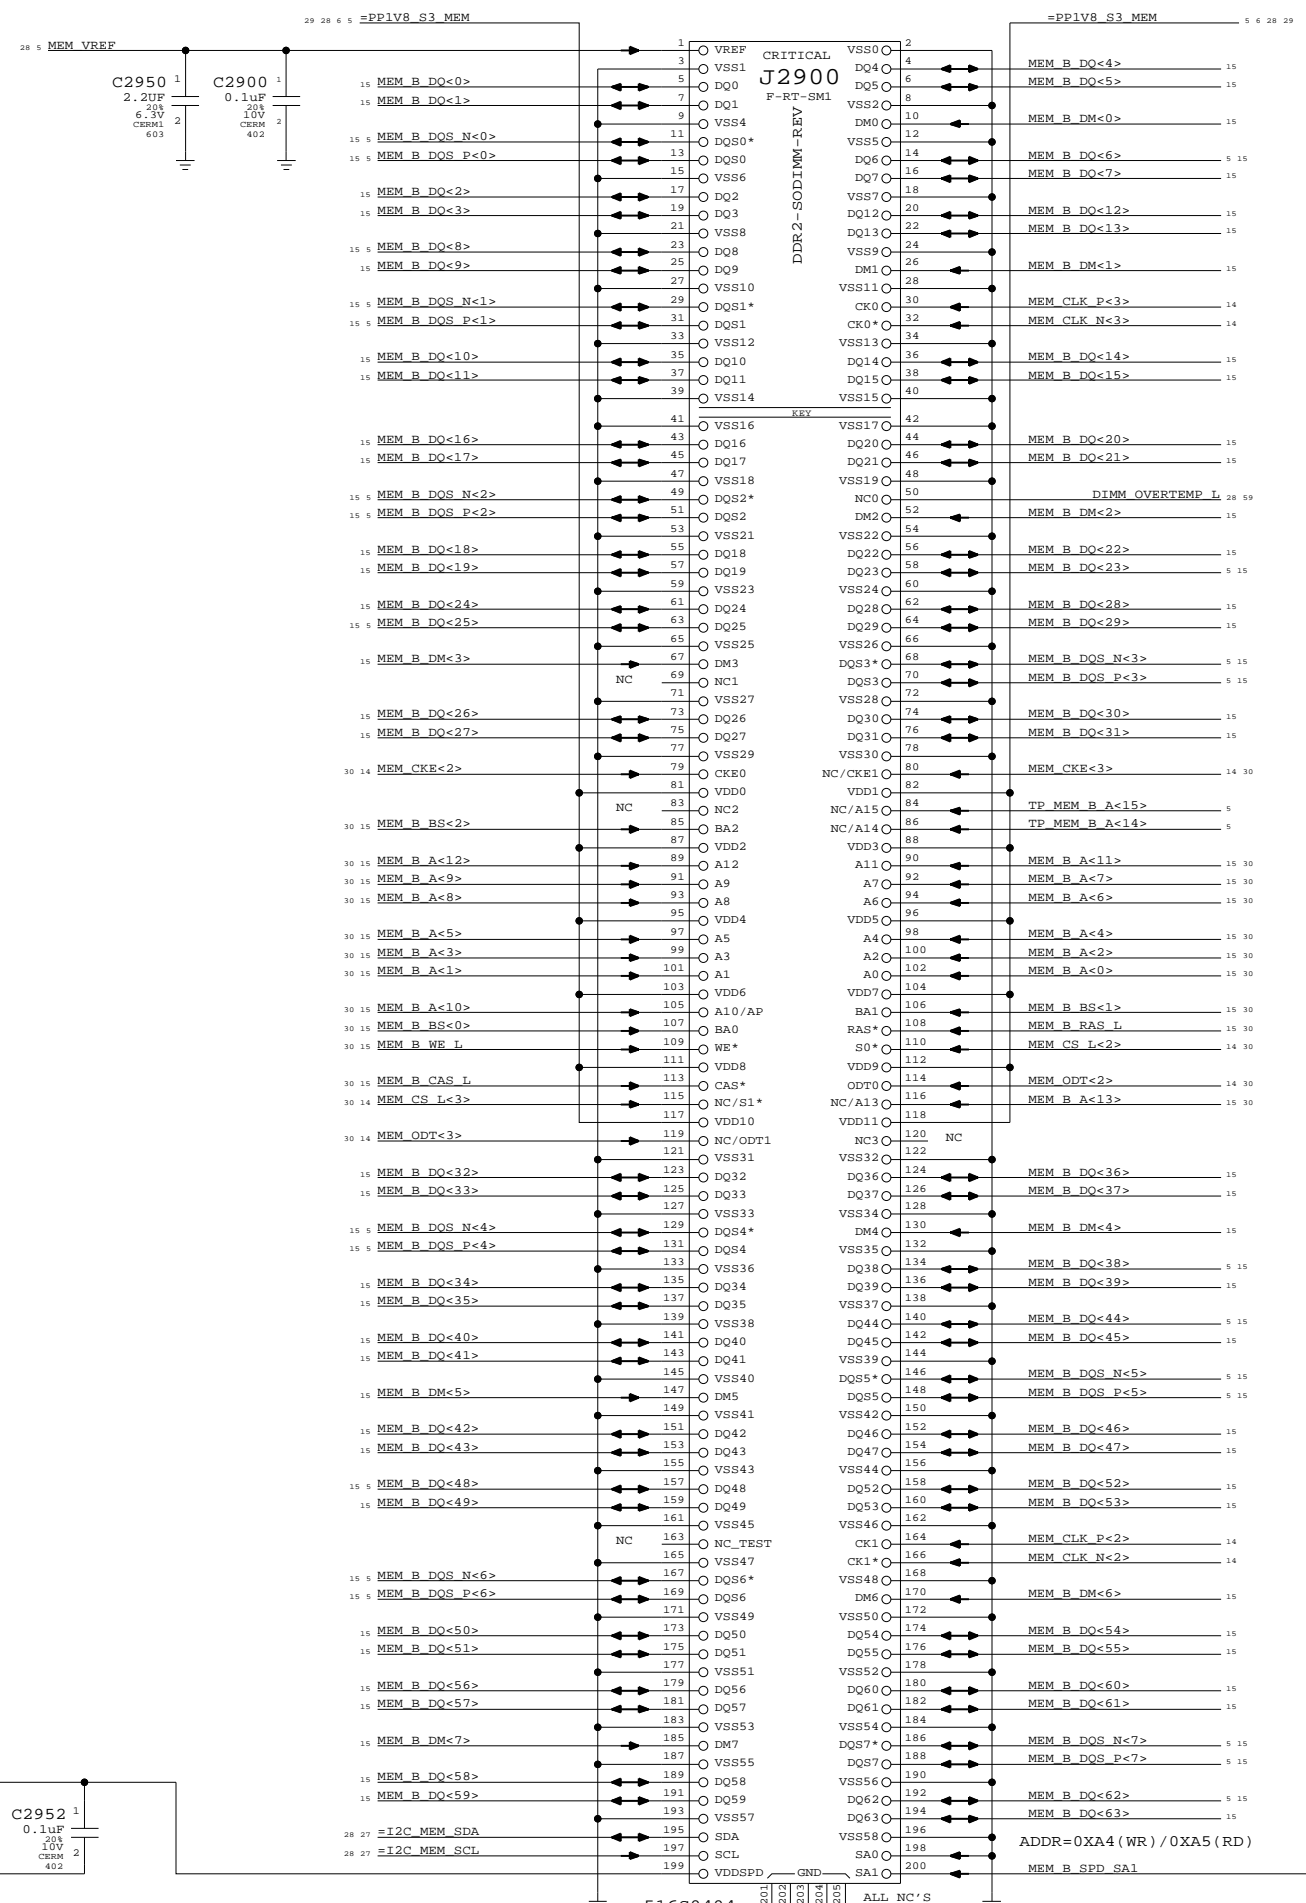 29 28 6 5 =PP1V8_S3_MEM
=PP1V8_S3_MEM 5 6 28 29
28 5 MEM_VREF
C2950 1
2.2UF
20%
6.3V 2
CERM1
603
C2900 1
0.1uF
20%
10V 2
CERM
402
CRITICAL
J2900
F-RT-SM1
DDR2-SODIMM-REV
1 VREF VSS0 2
3 VSS1 DQ4 4 MEM_B_DQ<4> 15
15 MEM_B_DQ<0> 5 DQ0 DQ5 6 MEM_B_DQ<5> 15
15 MEM_B_DQ<1> 7 DQ1 VSS2 8
9 VSS4 DM0 10 MEM_B_DM<0> 15
15 5 MEM_B_DQS_N<0> 11 DQS0* VSS5 12
15 5 MEM_B_DQS_P<0> 13 DQS0 DQ6 14 MEM_B_DQ<6> 5 15
15 VSS6 DQ7 16 MEM_B_DQ<7> 15
15 MEM_B_DQ<2> 17 DQ2 VSS7 18
15 MEM_B_DQ<3> 19 DQ3 DQ12 20 MEM_B_DQ<12> 15
21 VSS8 DQ13 22 MEM_B_DQ<13> 15
15 5 MEM_B_DQ<8> 23 DQ8 VSS9 24
15 MEM_B_DQ<9> 25 DQ9 DM1 26 MEM_B_DM<1> 15
27 VSS10 VSS11 28
15 5 MEM_B_DQS_N<1> 29 DQS1* CK0 30 MEM_CLK_P<3> 14
15 5 MEM_B_DQS_P<1> 31 DQS1 CK0* 32 MEM_CLK_N<3> 14
33 VSS12 VSS13 34
15 MEM_B_DQ<10> 35 DQ10 DQ14 36 MEM_B_DQ<14> 15
15 MEM_B_DQ<11> 37 DQ11 DQ15 38 MEM_B_DQ<15> 15
39 VSS14 VSS15 40
KEY
41 VSS16 VSS17 42
15 MEM_B_DQ<16> 43 DQ16 DQ20 44 MEM_B_DQ<20> 15
15 MEM_B_DQ<17> 45 DQ17 DQ21 46 MEM_B_DQ<21> 15
47 VSS18 VSS19 48
15 5 MEM_B_DQS_N<2> 49 DQS2* NC0 50 DIMM_OVERTEMP_L 28 59
15 5 MEM_B_DQS_P<2> 51 DQS2 DM2 52 MEM_B_DM<2> 15
53 VSS21 VSS22 54
15 MEM_B_DQ<18> 55 DQ18 DQ22 56 MEM_B_DQ<22> 15
15 MEM_B_DQ<19> 57 DQ19 DQ23 58 MEM_B_DQ<23> 5 15
59 VSS23 VSS24 60
15 MEM_B_DQ<24> 61 DQ24 DQ28 62 MEM_B_DQ<28> 15
15 5 MEM_B_DQ<25> 63 DQ25 DQ29 64 MEM_B_DQ<29> 15
65 VSS25 VSS26 66
15 MEM_B_DM<3> 67 DM3 DQS3* 68 MEM_B_DQS_N<3> 5 15
NC 69 NC1 DQS3 70 MEM_B_DQS_P<3> 5 15
71 VSS27 VSS28 72
15 MEM_B_DQ<26> 73 DQ26 DQ30 74 MEM_B_DQ<30> 15
15 MEM_B_DQ<27> 75 DQ27 DQ31 76 MEM_B_DQ<31> 15
77 VSS29 VSS30 78
30 14 MEM_CKE<2> 79 CKE0 NC/CKE1 80 MEM_CKE<3> 14 30
81 VDD0 VDD1 82
NC 83 NC2 NC/A15 84 TP_MEM_B_A<15> 5
30 15 MEM_B_BS<2> 85 BA2 NC/A14 86 TP_MEM_B_A<14> 5
87 VDD2 VDD3 88
30 15 MEM_B_A<12> 89 A12 A11 90 MEM_B_A<11> 15 30
30 15 MEM_B_A<9> 91 A9 A7 92 MEM_B_A<7> 15 30
30 15 MEM_B_A<8> 93 A8 A6 94 MEM_B_A<6> 15 30
95 VDD4 VDD5 96
30 15 MEM_B_A<5> 97 A5 A4 98 MEM_B_A<4> 15 30
30 15 MEM_B_A<3> 99 A3 A2 100 MEM_B_A<2> 15 30
30 15 MEM_B_A<1> 101 A1 A0 102 MEM_B_A<0> 15 30
103 VDD6 VDD7 104
30 15 MEM_B_A<10> 105 A10/AP BA1 106 MEM_B_BS<1> 15 30
30 15 MEM_B_BS<0> 107 BA0 RAS* 108 MEM_B_RAS_L 15 30
30 15 MEM_B_WE_L 109 WE* S0* 110 MEM_CS_L<2> 14 30
111 VDD8 VDD9 112
30 15 MEM_B_CAS_L 113 CAS* ODT0 114 MEM_ODT<2> 14 30
30 14 MEM_CS_L<3> 115 NC/S1* NC/A13 116 MEM_B_A<13> 15 30
117 VDD10 VDD11 118
30 14 MEM_ODT<3> 119 NC/ODT1 NC3 120 NC
121 VSS31 VSS32 122
15 MEM_B_DQ<32> 123 DQ32 DQ36 124 MEM_B_DQ<36> 15
15 MEM_B_DQ<33> 125 DQ33 DQ37 126 MEM_B_DQ<37> 15
127 VSS33 VSS34 128
15 5 MEM_B_DQS_N<4> 129 DQS4* DM4 130 MEM_B_DM<4> 15
15 5 MEM_B_DQS_P<4> 131 DQS4 VSS35 132
133 VSS36 DQ38 134 MEM_B_DQ<38> 5 15
15 MEM_B_DQ<34> 135 DQ34 DQ39 136 MEM_B_DQ<39> 15
15 MEM_B_DQ<35> 137 DQ35 VSS37 138
139 VSS38 DQ44 140 MEM_B_DQ<44> 5 15
15 MEM_B_DQ<40> 141 DQ40 DQ45 142 MEM_B_DQ<45> 15
15 MEM_B_DQ<41> 143 DQ41 VSS39 144
145 VSS40 DQS5* 146 MEM_B_DQS_N<5> 5 15
15 MEM_B_DM<5> 147 DM5 DQS5 148 MEM_B_DQS_P<5> 5 15
149 VSS41 VSS42 150
15 MEM_B_DQ<42> 151 DQ42 DQ46 152 MEM_B_DQ<46> 15
15 MEM_B_DQ<43> 153 DQ43 DQ47 154 MEM_B_DQ<47> 15
155 VSS43 VSS44 156
15 5 MEM_B_DQ<48> 157 DQ48 DQ52 158 MEM_B_DQ<52> 15
15 MEM_B_DQ<49> 159 DQ49 DQ53 160 MEM_B_DQ<53> 15
161 VSS45 VSS46 162
NC 163 NC_TEST CK1 164 MEM_CLK_P<2> 14
165 VSS47 CK1* 166 MEM_CLK_N<2> 14
15 5 MEM_B_DQS_N<6> 167 DQS6* VSS48 168
15 5 MEM_B_DQS_P<6> 169 DQS6 DM6 170 MEM_B_DM<6> 15
171 VSS49 VSS50 172
15 MEM_B_DQ<50> 173 DQ50 DQ54 174 MEM_B_DQ<54> 15
15 MEM_B_DQ<51> 175 DQ51 DQ55 176 MEM_B_DQ<55> 15
177 VSS51 VSS52 178
15 MEM_B_DQ<56> 179 DQ56 DQ60 180 MEM_B_DQ<60> 15
15 MEM_B_DQ<57> 181 DQ57 DQ61 182 MEM_B_DQ<61> 15
183 VSS53 VSS54 184
15 MEM_B_DM<7> 185 DM7 DQS7* 186 MEM_B_DQS_N<7> 5 15
187 VSS55 DQS7 188 MEM_B_DQS_P<7> 5 15
15 MEM_B_DQ<58> 189 DQ58 VSS56 190
15 MEM_B_DQ<59> 191 DQ59 DQ62 192 MEM_B_DQ<62> 5 15
193 VSS57 DQ63 194 MEM_B_DQ<63> 15
28 27 =I2C_MEM_SDA 195 SDA VSS58 196
ADDR=0XA4(WR)/0XA5(RD)
28 27 =I2C_MEM_SCL 197 SCL SA0 198
199 VDDSPD GND SA1 200 MEM_B_SPD_SA1
C2952 1
0.1uF
20%
10V 2
CERM
402
201 202 203 204 205
ALL NC'S